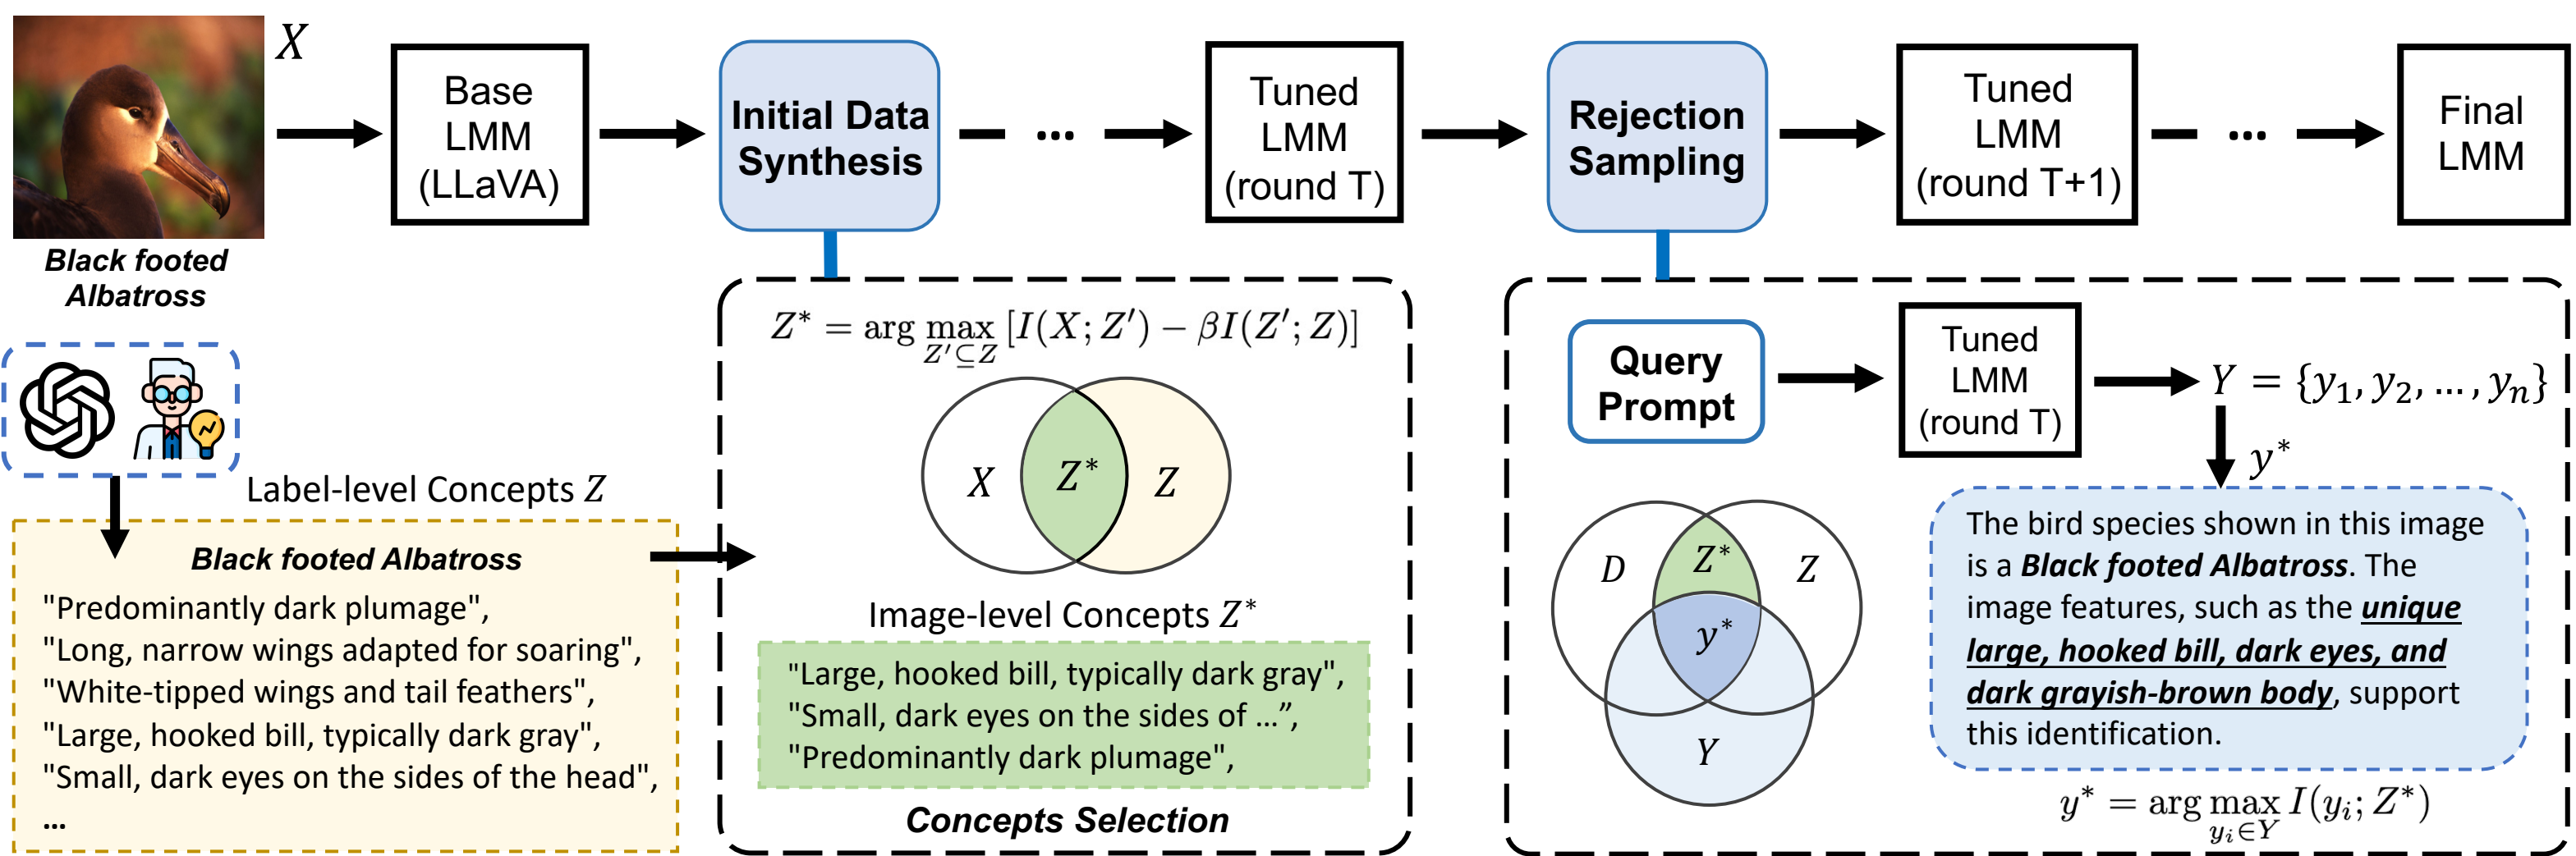 X
Base
LMM
(LLaVA)
Initial Data
Synthesis
...
Tuned
LMM
(round T)
Rejection
Sampling
Tuned
LMM
(round T+1)
...
Final
LMM
Black footed
Albatross
Label-level Concepts Z
Black footed Albatross
"Predominantly dark plumage",
"Long, narrow wings adapted for soaring",
"White-tipped wings and tail feathers",
"Large, hooked bill, typically dark gray",
"Small, dark eyes on the sides of the head",
...
Z* = arg max [I(X; Z′) − βI(Z′; Z)]
Z′⊆Z
X
Z*
Z
Image-level Concepts Z*
"Large, hooked bill, typically dark gray",
"Small, dark eyes on the sides of ...”,
"Predominantly dark plumage",
Concepts Selection
Query
Prompt
Tuned
LMM
(round T)
Y = {y₁, y₂, ... , yₙ}
y*
D
Z*
Z
y*
Y
The bird species shown in this image
is a Black footed Albatross. The
image features, such as the unique
large, hooked bill, dark eyes, and
dark grayish-brown body, support
this identification.
y* = arg max I(yᵢ; Z*)
yᵢ∈Y